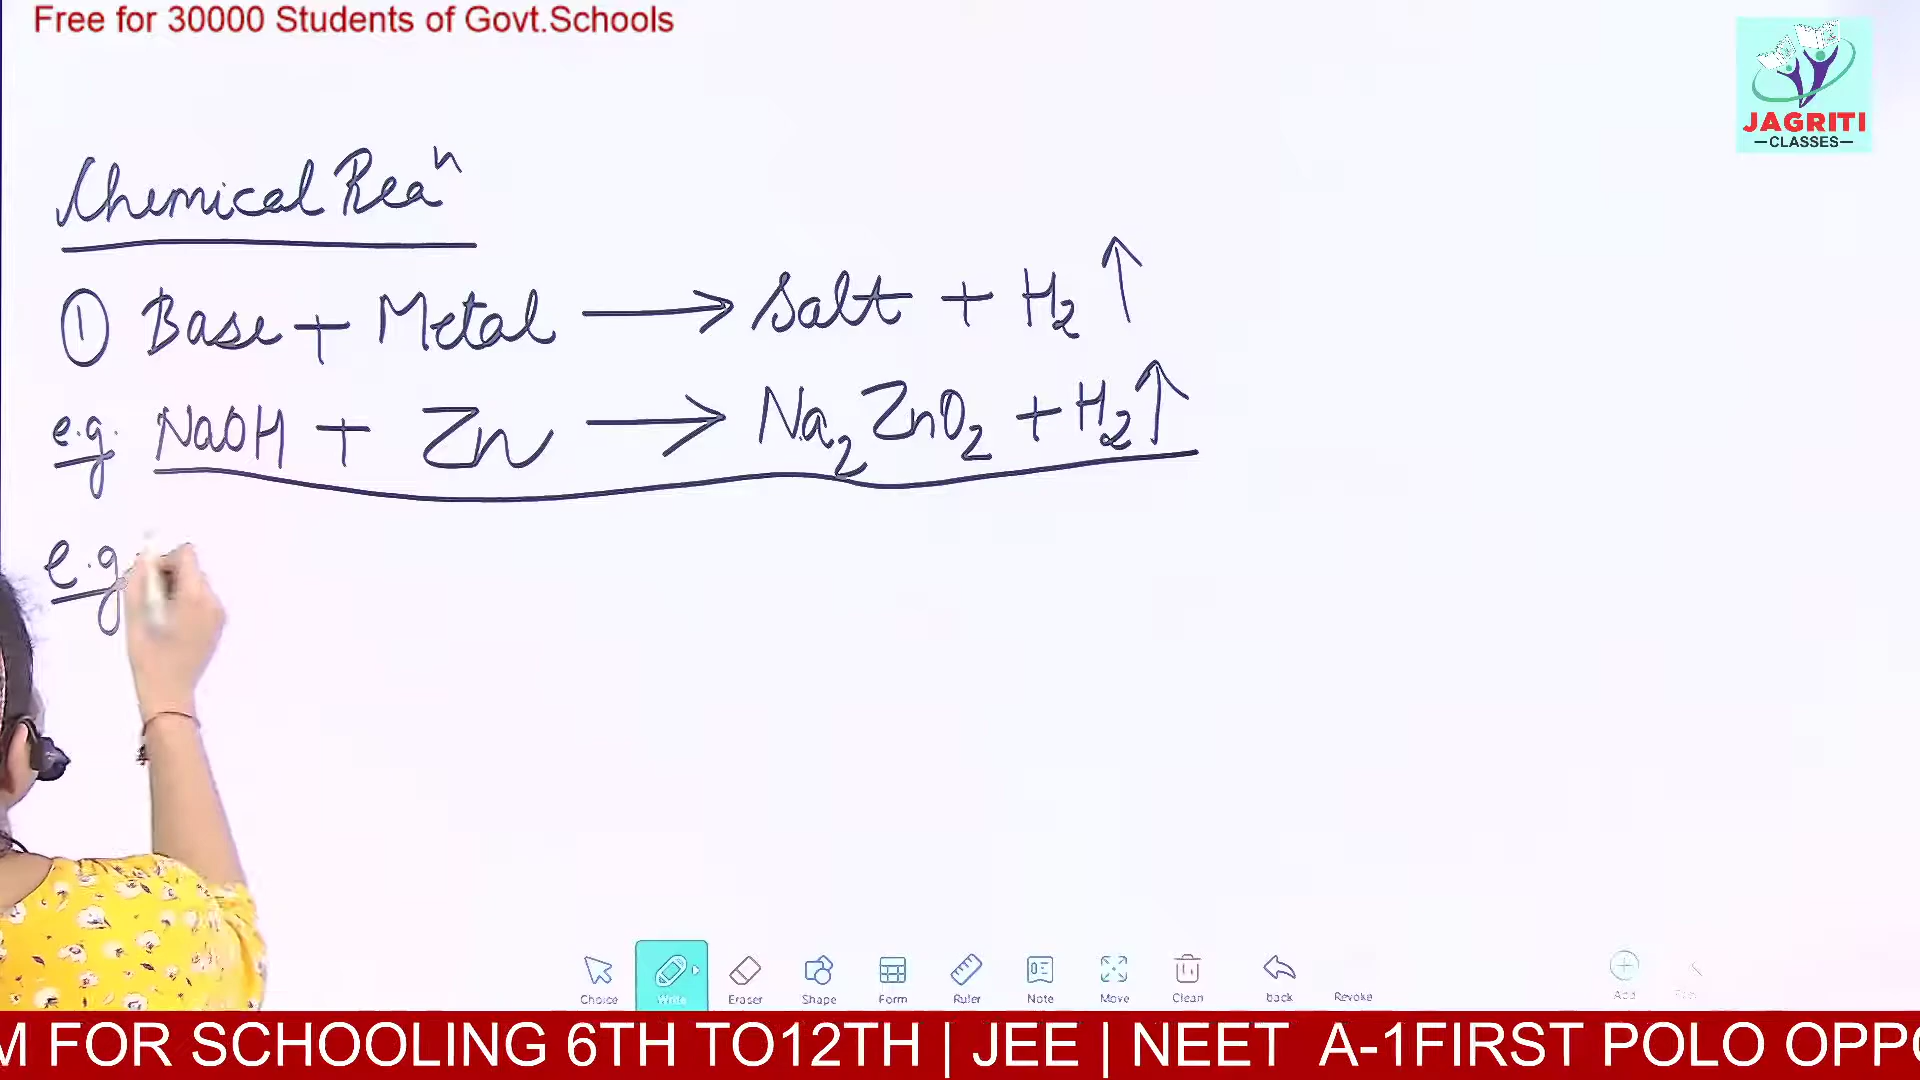 Free for 30000 Students of Govt.Schools
JAGRITI
CLASSES
Chemical Reaⁿ
① Base + Metal ⟶ Salt + H₂ ↑
e.g. NaOH + Zn ⟶ Na₂ZnO₂ + H₂↑
e.g
Choice Write Eraser Shape Form Ruler Note Move Clean back Revoke Add
M FOR SCHOOLING 6TH TO12TH | JEE | NEET A-1FIRST POLO OPPO